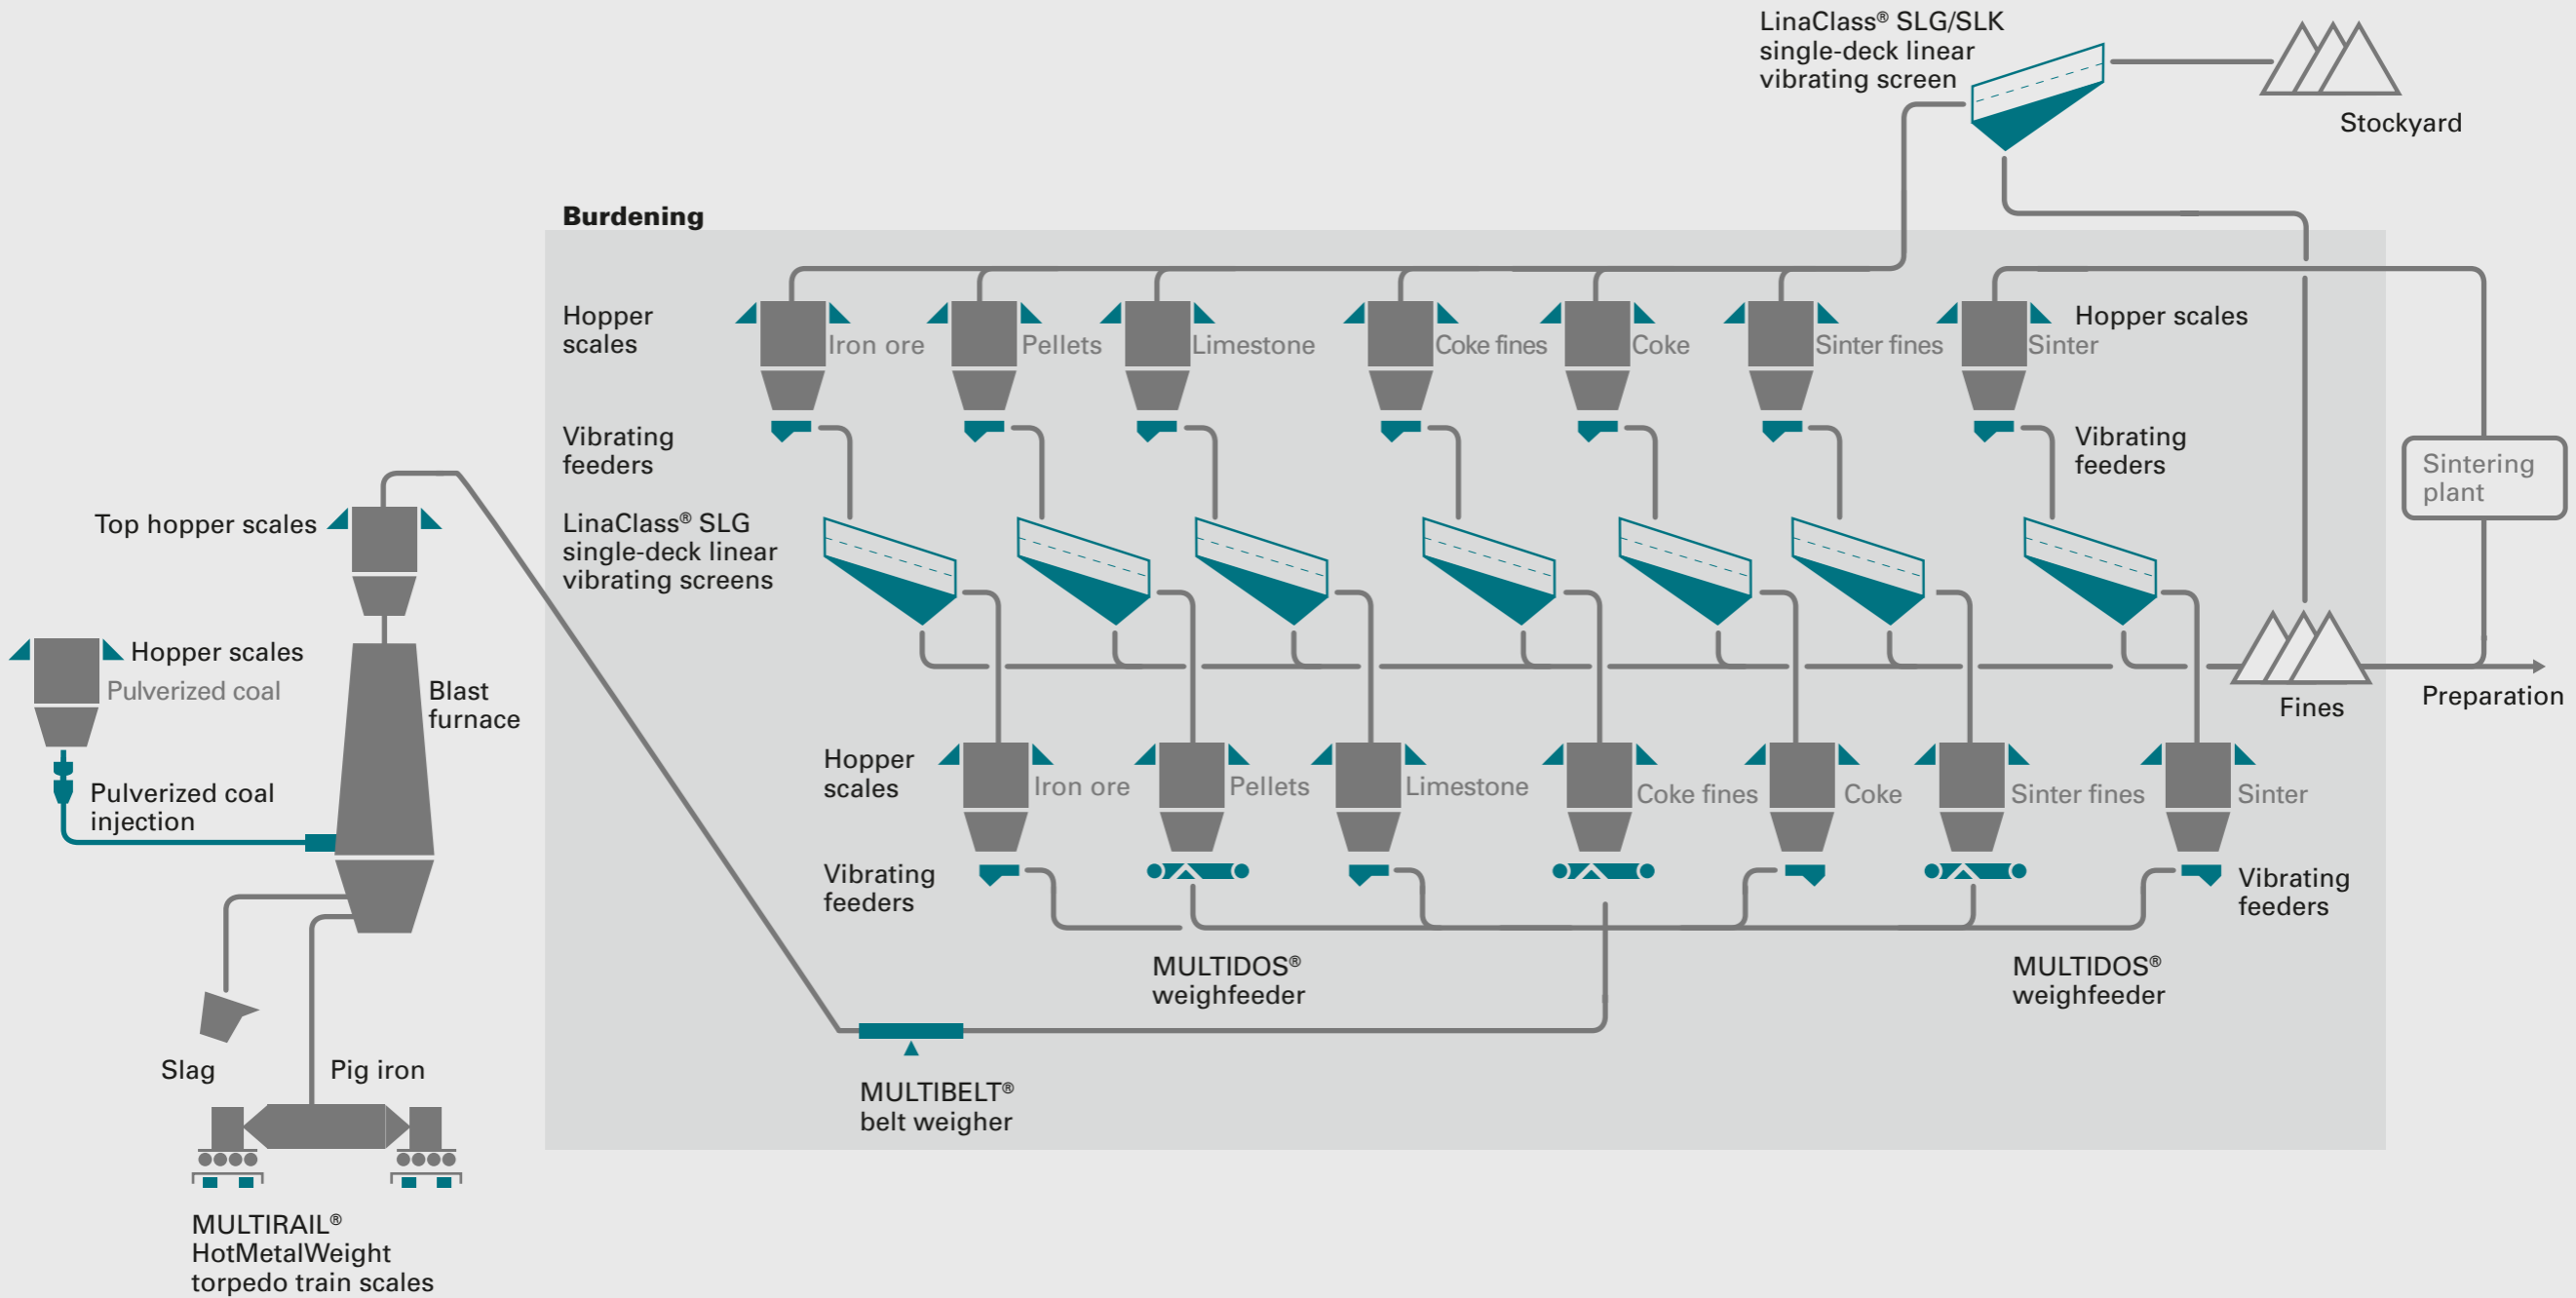 LinaClass® SLG/SLK
single-deck linear
vibrating screen
Stockyard
Burdening
Hopper
scales
Iron ore
Pellets
Limestone
Coke fines
Coke
Sinter fines
Sinter
Hopper scales
Vibrating
feeders
Vibrating
feeders
Sintering
plant
LinaClass® SLG
single-deck linear
vibrating screens
Top hopper scales
Hopper scales
Pulverized coal
Blast
furnace
Pulverized coal
injection
Fines
Preparation
Hopper
scales
Iron ore
Pellets
Limestone
Coke fines
Coke
Sinter fines
Sinter
Vibrating
feeders
Vibrating
feeders
MULTIDOS®
weighfeeder
MULTIDOS®
weighfeeder
Slag
Pig iron
MULTIBELT®
belt weigher
MULTIRAIL®
HotMetalWeight
torpedo train scales